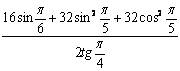 16sin π/6 + 32sin² π/5 + 32cos² π/5
2tg π/4